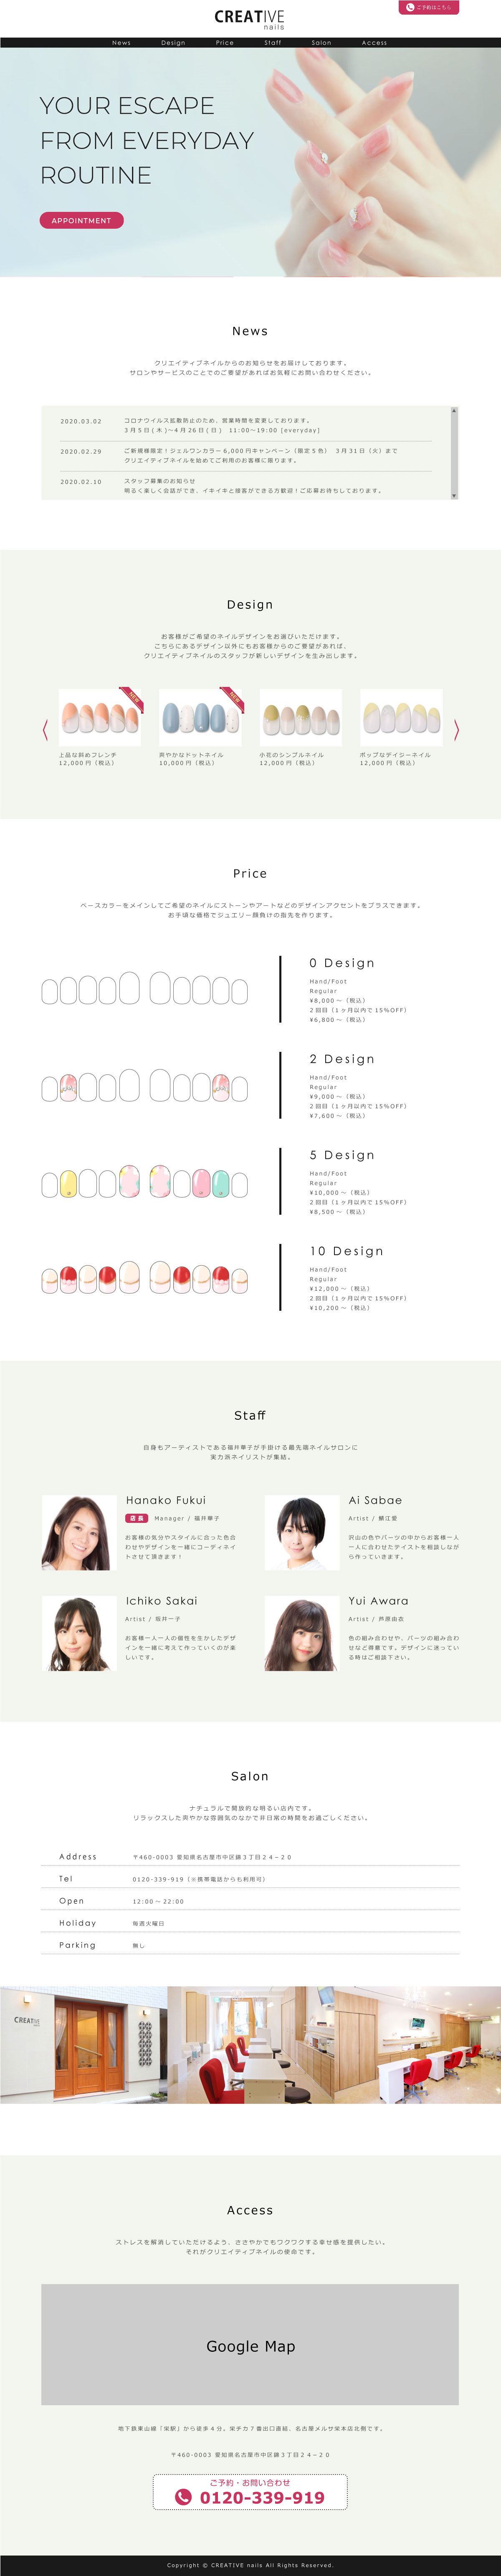 CREATIVE
nails
ご予約はこちら
News Design Price Staff Salon Access
YOUR ESCAPE
FROM EVERYDAY
ROUTINE
APPOINTMENT
News
クリエイティブネイルからのお知らせをお届けしております。
サロンやサービスのことでのご要望があればお気軽にお問い合わせください。
2020.03.02 コロナウイルス拡散防止のため、営業時間を変更しております。
3月5日(木)～4月26日(日) 11:00～19:00 [everyday]
2020.02.29 ご新規様限定！ジェルワンカラー6,000円キャンペーン（限定5色） 3月31日（火）まで
クリエイティブネイルを始めてご利用のお客様に限ります。
2020.02.10 スタッフ募集のお知らせ
明るく楽しく会話ができ、イキイキと接客ができる方歓迎！ご応募お待ちしております。
Design
お客様がご希望のネイルデザインをお選びいただけます。
こちらにあるデザイン以外にもお客様からのご要望があれば、
クリエイティブネイルのスタッフが新しいデザインを生み出します。
NEW
NEW
上品な斜めフレンチ
12,000円（税込）
爽やかなドットネイル
10,000円（税込）
小花のシンプルネイル
12,000円（税込）
ポップなデイジーネイル
12,000円（税込）
Price
ベースカラーをメインしてご希望のネイルにストーンやアートなどのデザインアクセントをプラスできます。
お手頃な価格でジュエリー顔負けの指先を作ります。
0 Design
Hand/Foot
Regular
¥8,000～（税込）
2回目（1ヶ月以内で15%OFF）
¥6,800～（税込）
2 Design
Hand/Foot
Regular
¥9,000～（税込）
2回目（1ヶ月以内で15%OFF）
¥7,600～（税込）
5 Design
Hand/Foot
Regular
¥10,000～（税込）
2回目（1ヶ月以内で15%OFF）
¥8,500～（税込）
10 Design
Hand/Foot
Regular
¥12,000～（税込）
2回目（1ヶ月以内で15%OFF）
¥10,200～（税込）
Staff
自身もアーティストである福井華子が手掛ける最先端ネイルサロンに
実力派ネイリストが集結。
Hanako Fukui
店長 Manager / 福井華子
お客様の気分やスタイルに合った色合
わせやデザインを一緒にコーディネイ
トさせて頂きます！
Ai Sabae
Artist / 鯖江愛
沢山の色やパーツの中からお客様一人
一人に合わせたテイストを相談しなが
ら作っていきます。
Ichiko Sakai
Artist / 坂井一子
お客様一人一人の個性を生かしたデザ
インを一緒に考えて作っていくのが楽
しいです。
Yui Awara
Artist / 芦原由衣
色の組み合わせや、パーツの組み合わ
せなど得意です。デザインに迷ってい
る時はご相談下さい。
Salon
ナチュラルで開放的な明るい店内です。
リラックスした爽やかな雰囲気のなかで非日常の時間をお過ごしください。
Address 〒460-0003 愛知県名古屋市中区錦3丁目24－20
Tel 0120-339-919（※携帯電話からも利用可）
Open 12:00～22:00
Holiday 毎週火曜日
Parking 無し
CREATIVE
nails
Access
ストレスを解消していただけるよう、ささやかでもワクワクする幸せ感を提供したい。
それがクリエイティブネイルの使命です。
Google Map
地下鉄東山線「栄駅」から徒歩4分。栄チカ7番出口直結、名古屋メルサ栄本店北側です。
〒460-0003 愛知県名古屋市中区錦3丁目24－20
ご予約・お問い合わせ
0120-339-919
Copyright © CREATIVE nails All Rights Reserved.